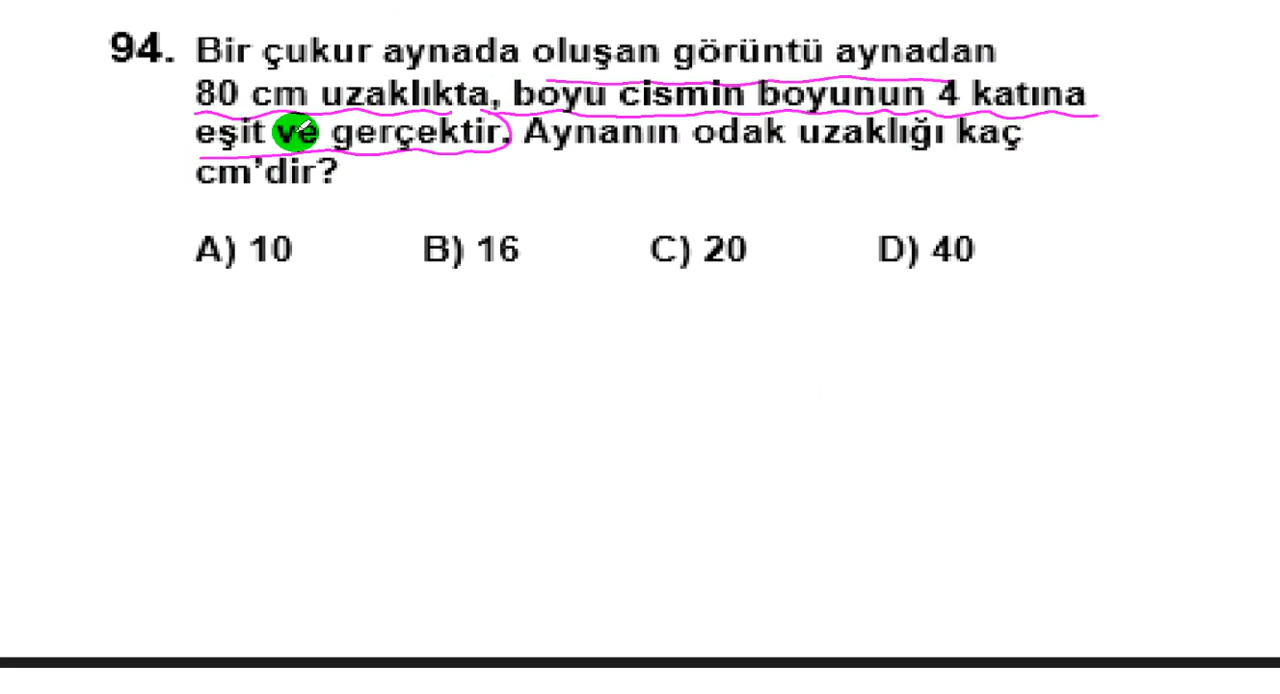 94. Bir çukur aynada oluşan görüntü aynadan
80 cm uzaklıkta, boyu cismin boyunun 4 katına
eşit ve gerçektir. Aynanın odak uzaklığı kaç
cm'dir?
A) 10 B) 16 C) 20 D) 40